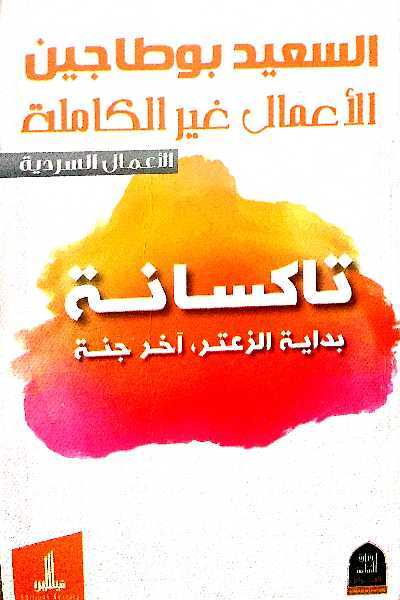 السعيد بوطاجين
الأعمال غير الكاملة
الأعمال السردية
تاكسانة
بداية الزعتر، آخر جنة